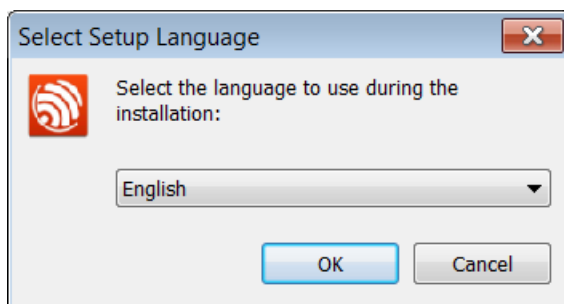 Select Setup Language
Select the language to use during the
installation:
English
OK
Cancel